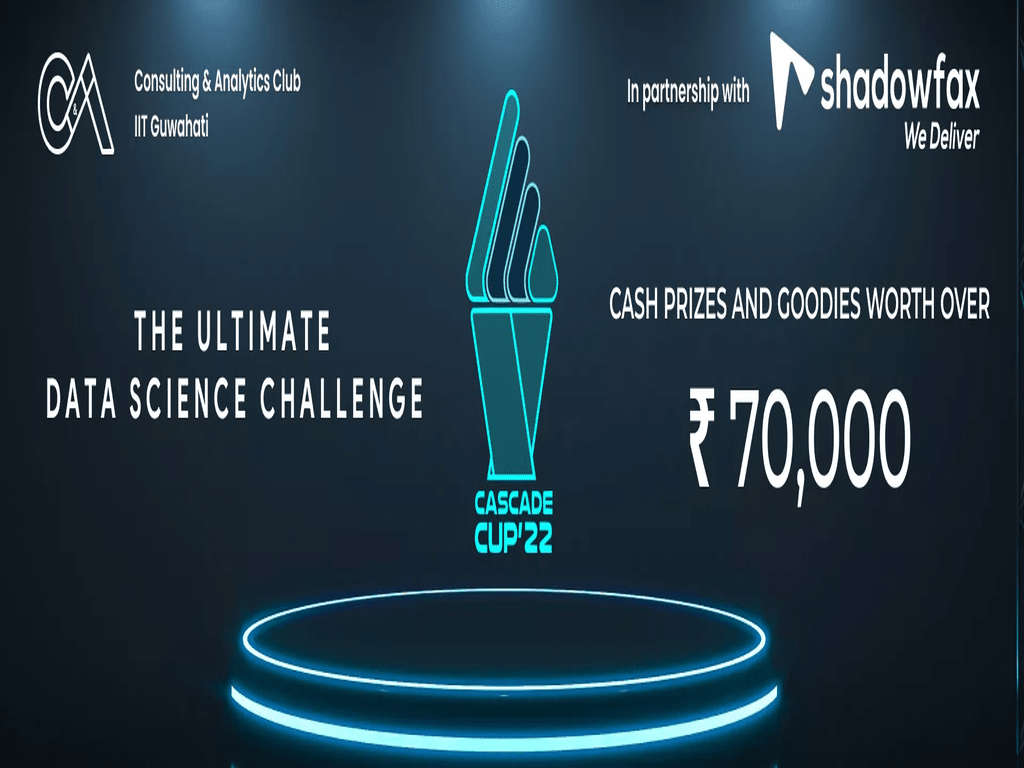 C&A
Consulting & Analytics Club
IIT Guwahati
In partnership with
shadowfax
We Deliver
THE ULTIMATE
DATA SCIENCE CHALLENGE
CASH PRIZES AND GOODIES WORTH OVER
₹ 70,000
CASCADE
CUP'22